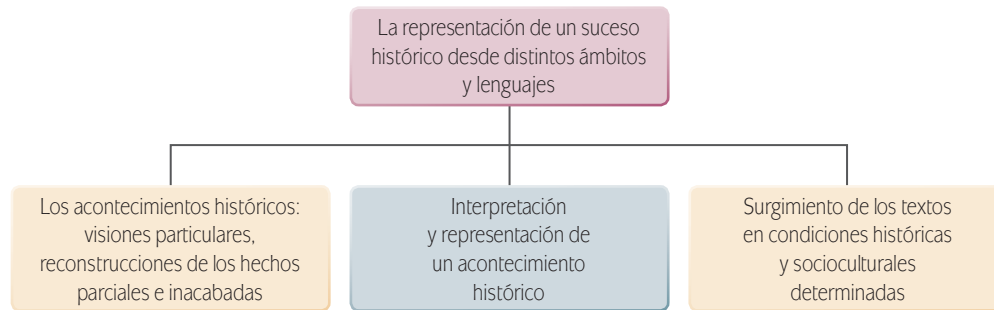 La representación de un suceso
histórico desde distintos ámbitos
y lenguajes
Los acontecimientos históricos:
visiones particulares,
reconstrucciones de los hechos
parciales e inacabadas
Interpretación
y representación de
un acontecimiento
histórico
Surgimiento de los textos
en condiciones históricas
y socioculturales
determinadas